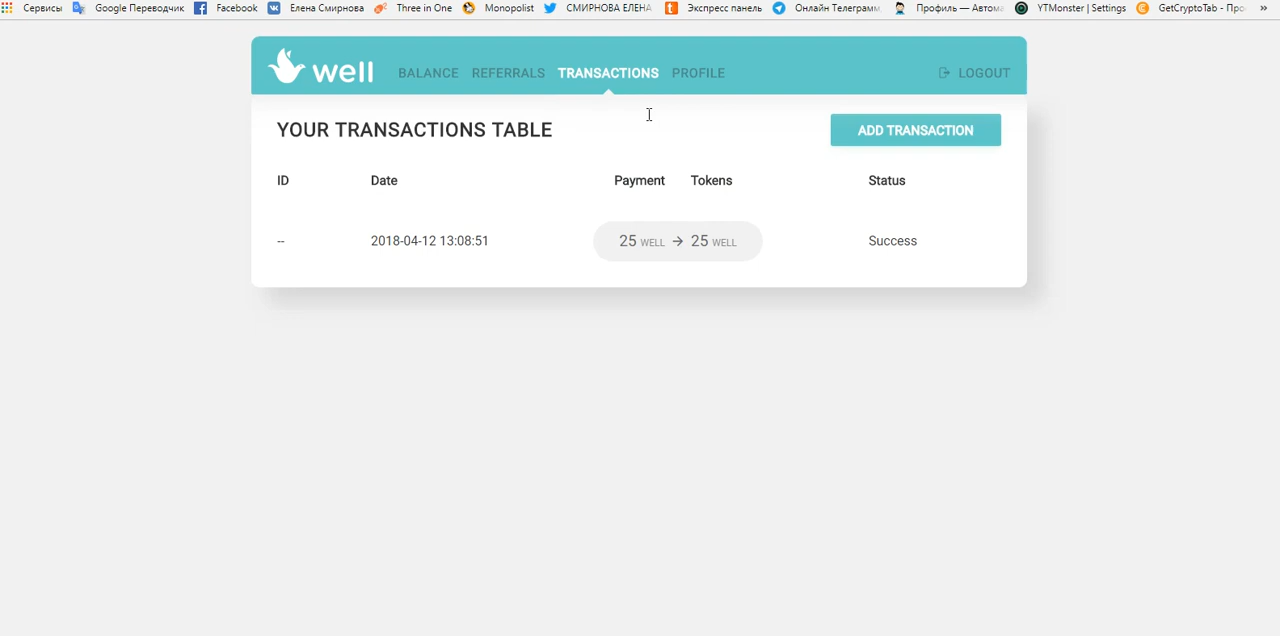 Сервисы Google Переводчик Facebook Елена Смирнова Three in One Monopolist СМИРНОВА ЕЛЕНА Экспресс панель Онлайн Телеграмм Профиль — Автома YTMonster | Settings GetCryptoTab - Про »
well BALANCE REFERRALS TRANSACTIONS PROFILE LOGOUT
YOUR TRANSACTIONS TABLE ADD TRANSACTION
ID Date Payment Tokens Status
-- 2018-04-12 13:08:51 25 WELL → 25 WELL Success